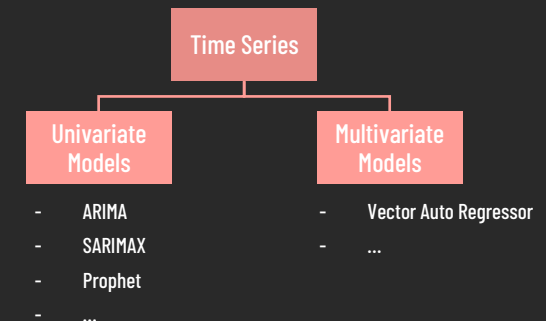 Time Series
Univariate
Models
- ARIMA
- SARIMAX
- Prophet
- ...
Multivariate
Models
- Vector Auto Regressor
- ...